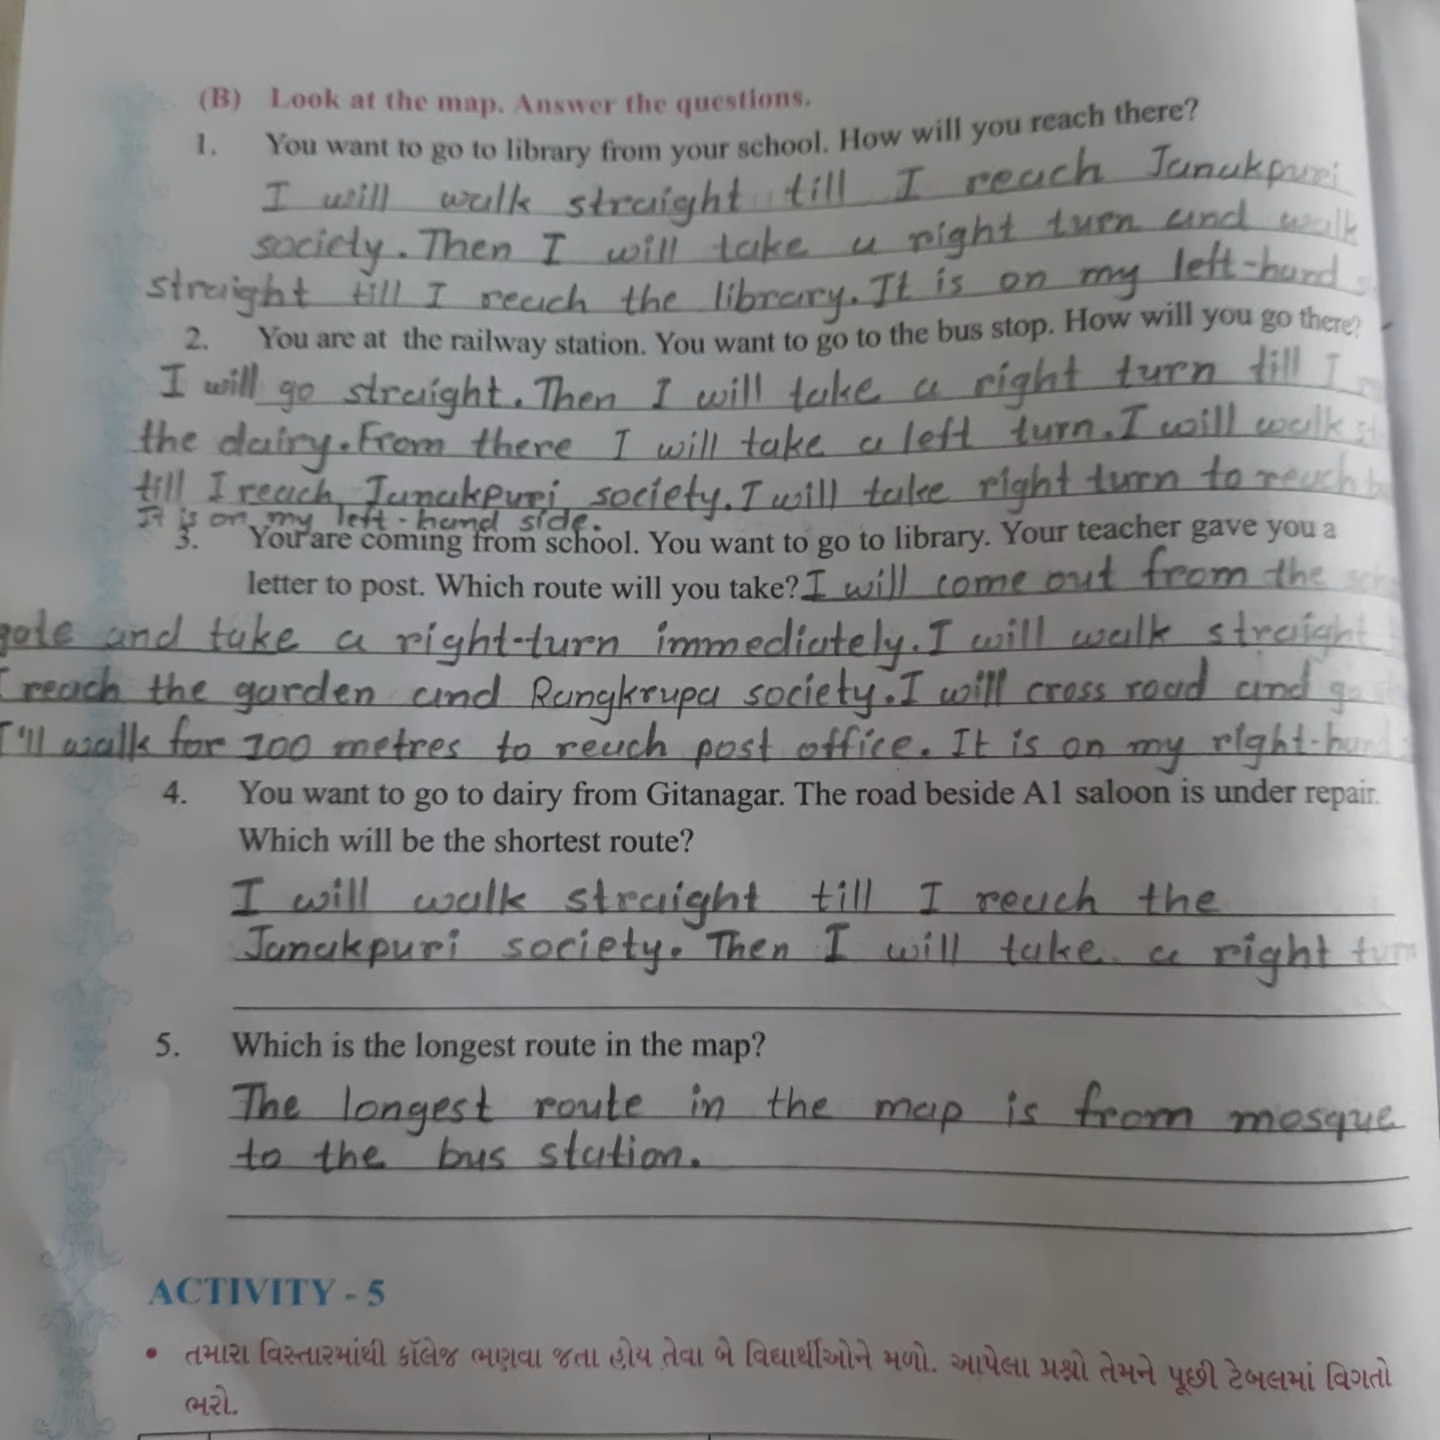 (B) Look at the map. Answer the questions.
1. You want to go to library from your school. How will you reach there?
I will walk straight till I reach Janakpuri
society. Then I will take a right turn and walk
straight till I reach the library. It is on my left-hand
2. You are at the railway station. You want to go to the bus stop. How will you go there?
I will go straight. Then I will take a right turn till I
the dairy. From there I will take a left turn. I will walk
till I reach Janakpuri society. I will take right turn to reach
It is on my left-hand side.
3. You are coming from school. You want to go to library. Your teacher gave you a
letter to post. Which route will you take? I will come out from the
gate and take a right-turn immediately. I will walk straight
I reach the garden and Rangkrupa society. I will cross road and go
I'll walk for 100 metres to reach post office. It is on my right-hand
4. You want to go to dairy from Gitanagar. The road beside A1 saloon is under repair.
Which will be the shortest route?
I will walk straight till I reach the
Janakpuri society. Then I will take a right turn
5. Which is the longest route in the map?
The longest route in the map is from mosque
to the bus station.
ACTIVITY - 5
• તમારા વિસ્તારમાંથી કૉલેજ ભણવા જતા હોય તેવા બે વિદ્યાર્થીઓને મળો. આપેલા પ્રશ્નો તેમને પૂછી ટેબલમાં વિગતો
ભરો.